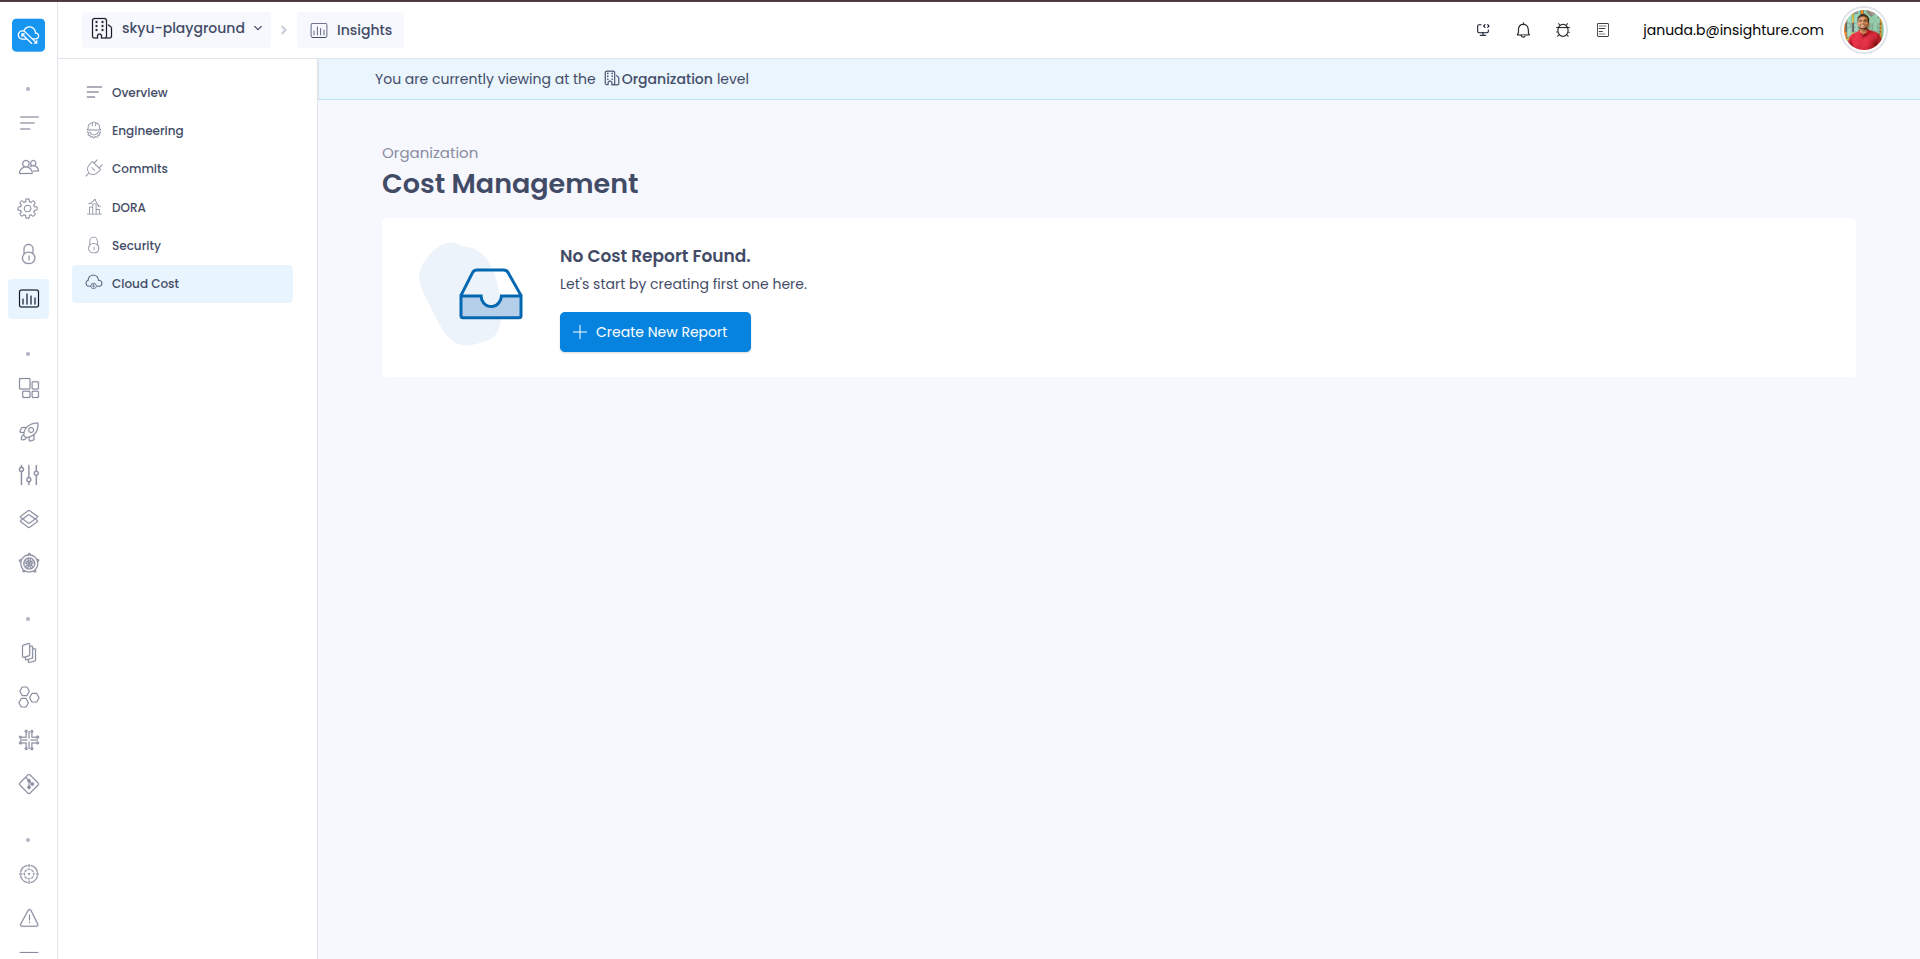 skyu-playground
Insights
januda.b@insighture.com
Overview
Engineering
Commits
DORA
Security
Cloud Cost
You are currently viewing at the Organization level
Organization
Cost Management
No Cost Report Found.
Let's start by creating first one here.
Create New Report